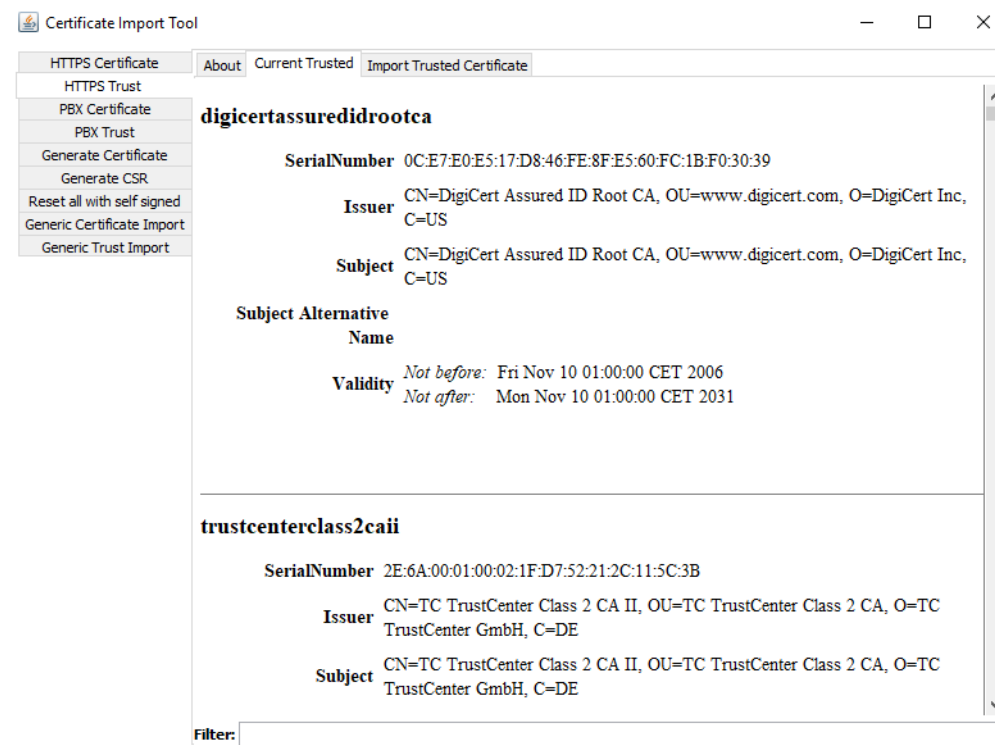 Certificate Import Tool
HTTPS Certificate
HTTPS Trust
PBX Certificate
PBX Trust
Generate Certificate
Generate CSR
Reset all with self signed
Generic Certificate Import
Generic Trust Import
About Current Trusted Import Trusted Certificate
digicertassuredidrootca
SerialNumber 0C:E7:E0:E5:17:D8:46:FE:8F:E5:60:FC:1B:F0:30:39
Issuer CN=DigiCert Assured ID Root CA, OU=www.digicert.com, O=DigiCert Inc,
C=US
Subject CN=DigiCert Assured ID Root CA, OU=www.digicert.com, O=DigiCert Inc,
C=US
Subject Alternative
Name
Validity Not before: Fri Nov 10 01:00:00 CET 2006
Not after: Mon Nov 10 01:00:00 CET 2031
trustcenterclass2caii
SerialNumber 2E:6A:00:01:00:02:1F:D7:52:21:2C:11:5C:3B
Issuer CN=TC TrustCenter Class 2 CA II, OU=TC TrustCenter Class 2 CA, O=TC
TrustCenter GmbH, C=DE
Subject CN=TC TrustCenter Class 2 CA II, OU=TC TrustCenter Class 2 CA, O=TC
TrustCenter GmbH, C=DE
Filter: